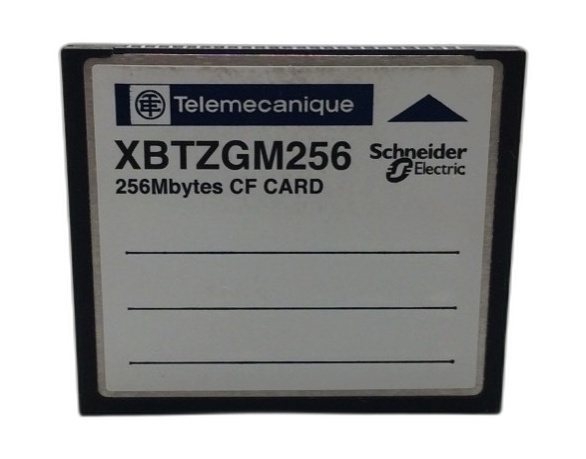 Telemecanique
XBTZGM256
Schneider
Electric
256Mbytes CF CARD